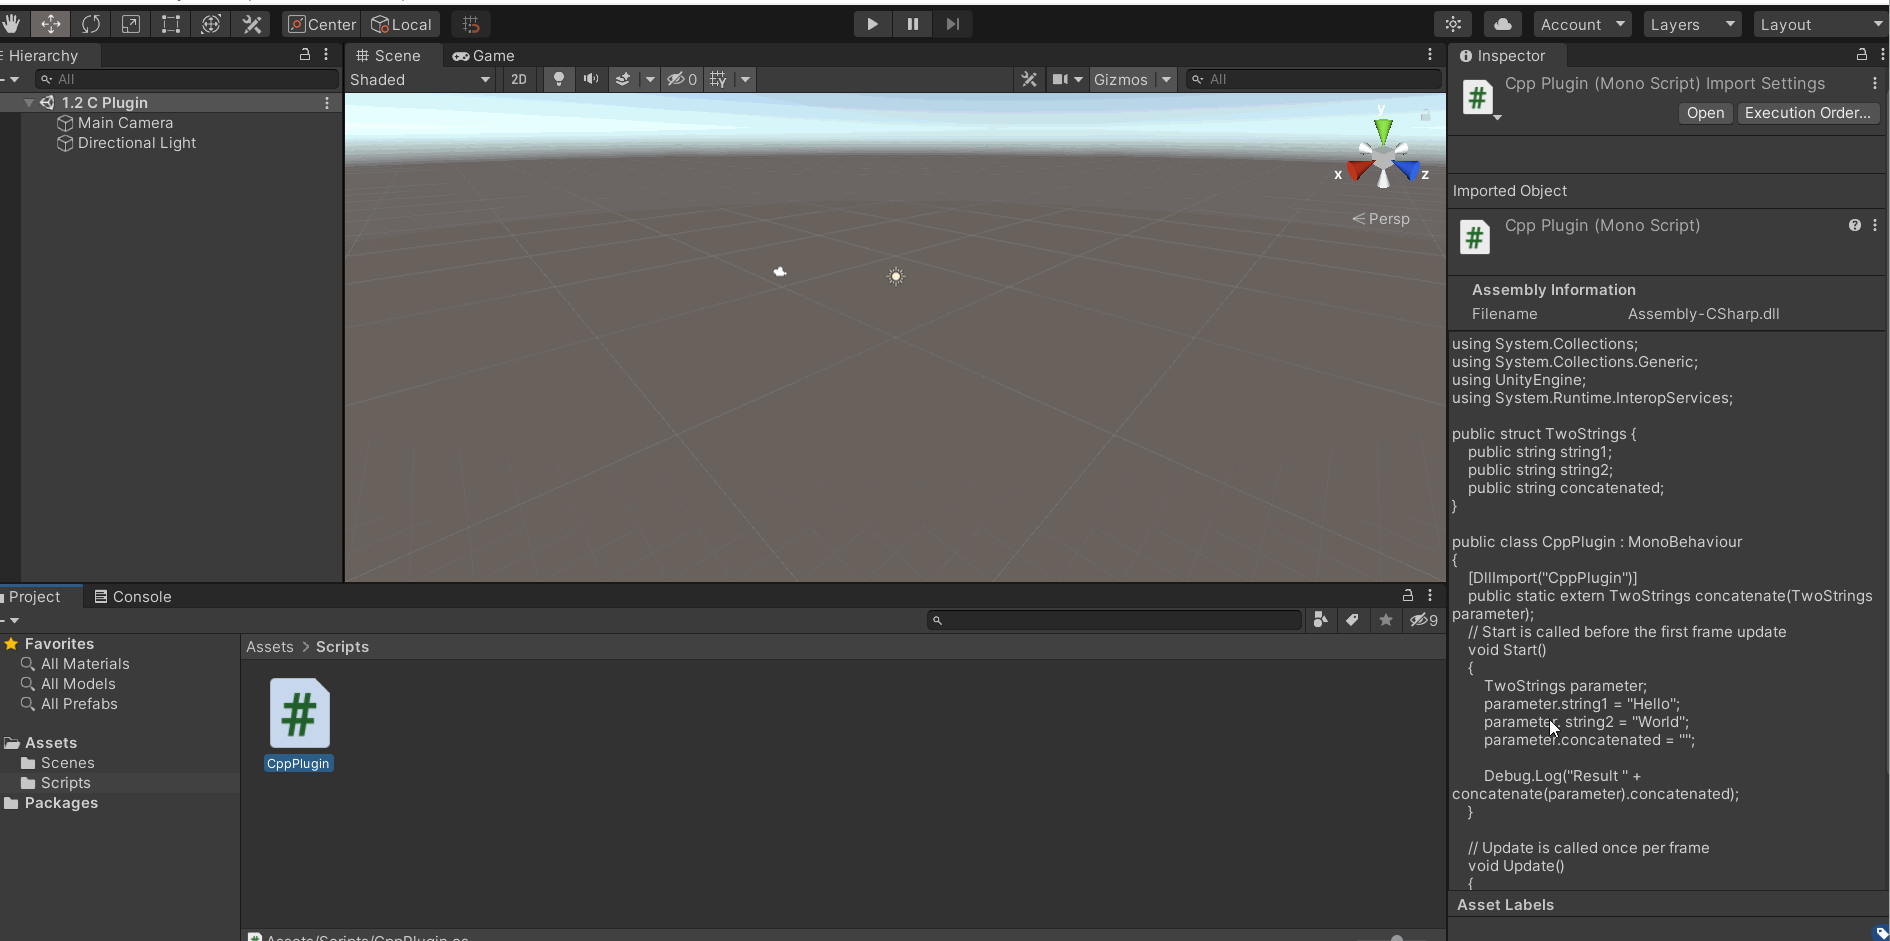 Center
Local
Account
Layers
Layout
Hierarchy
All
1.2 C Plugin
Main Camera
Directional Light
Scene
Game
Shaded
2D
0
Gizmos
All
y
x
z
Persp
Project
Console
9
Favorites
All Materials
All Models
All Prefabs
Assets
Scenes
Scripts
Packages
Assets > Scripts
#
CppPlugin
Assets/Scripts/CppPlugin.cs
Inspector
Cpp Plugin (Mono Script) Import Settings
Open
Execution Order...
Imported Object
Cpp Plugin (Mono Script)
Assembly Information
Filename Assembly-CSharp.dll
using System.Collections;
using System.Collections.Generic;
using UnityEngine;
using System.Runtime.InteropServices;
public struct TwoStrings {
public string string1;
public string string2;
public string concatenated;
}
public class CppPlugin : MonoBehaviour
{
[DllImport("CppPlugin")]
public static extern TwoStrings concatenate(TwoStrings
parameter);
// Start is called before the first frame update
void Start()
{
TwoStrings parameter;
parameter.string1 = "Hello";
parameter. string2 = "World";
parameter.concatenated = "";
Debug.Log("Result " +
concatenate(parameter).concatenated);
}
// Update is called once per frame
void Update()
{
Asset Labels